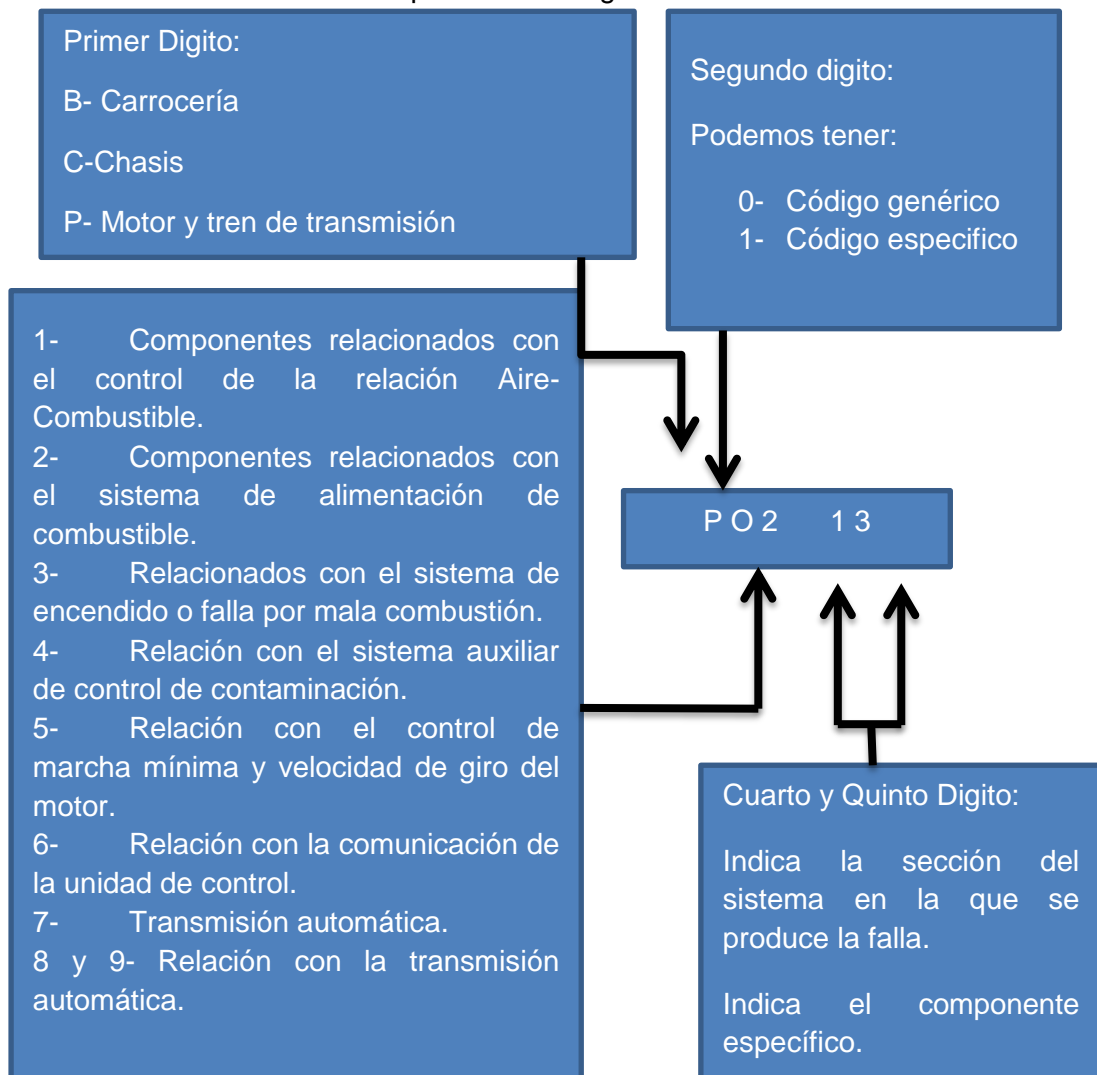 Primer Digito:
B- Carrocería
C-Chasis
P- Motor y tren de transmisión
Segundo digito:
Podemos tener:
0- Código genérico
1- Código especifico
1- Componentes relacionados con
el control de la relación Aire-
Combustible.
2- Componentes relacionados con
el sistema de alimentación de
combustible.
3- Relacionados con el sistema de
encendido o falla por mala combustión.
4- Relación con el sistema auxiliar
de control de contaminación.
5- Relación con el control de
marcha mínima y velocidad de giro del
motor.
6- Relación con la comunicación de
la unidad de control.
7- Transmisión automática.
8 y 9- Relación con la transmisión
automática.
P O 2 1 3
Cuarto y Quinto Digito:
Indica la sección del
sistema en la que se
produce la falla.
Indica el componente
específico.